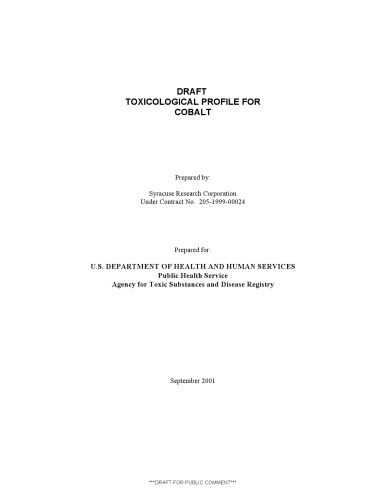 DRAFT
TOXICOLOGICAL PROFILE FOR
COBALT
Prepared by:
Syracuse Research Corporation
Under Contract No. 205-1999-00024
Prepared for:
U.S. DEPARTMENT OF HEALTH AND HUMAN SERVICES
Public Health Service
Agency for Toxic Substances and Disease Registry
September 2001
***DRAFT FOR PUBLIC COMMENT***